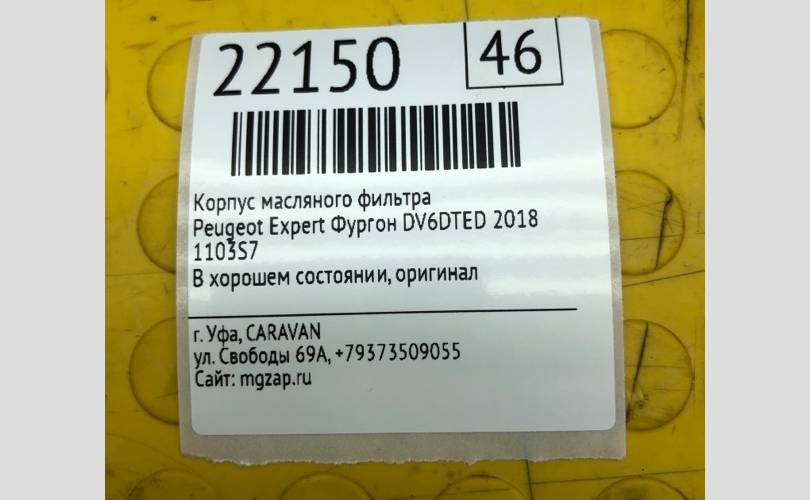 22150
46
Корпус масляного фильтра
Peugeot Expert Фургон DV6DTED 2018
1103S7
В хорошем состоянии, оригинал
г. Уфа, CARAVAN
ул. Свободы 69А, +79373509055
Сайт: mgzap.ru